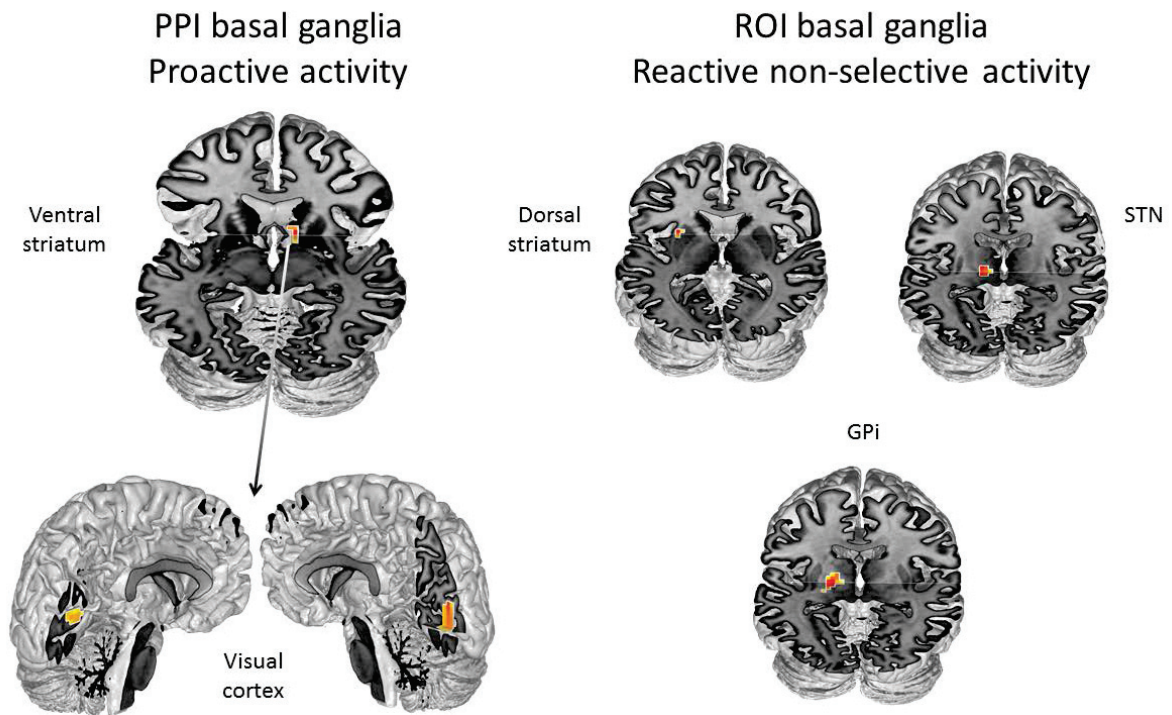 PPI basal ganglia
Proactive activity
Ventral
striatum
Visual
cortex
ROI basal ganglia
Reactive non-selective activity
Dorsal
striatum
STN
GPi